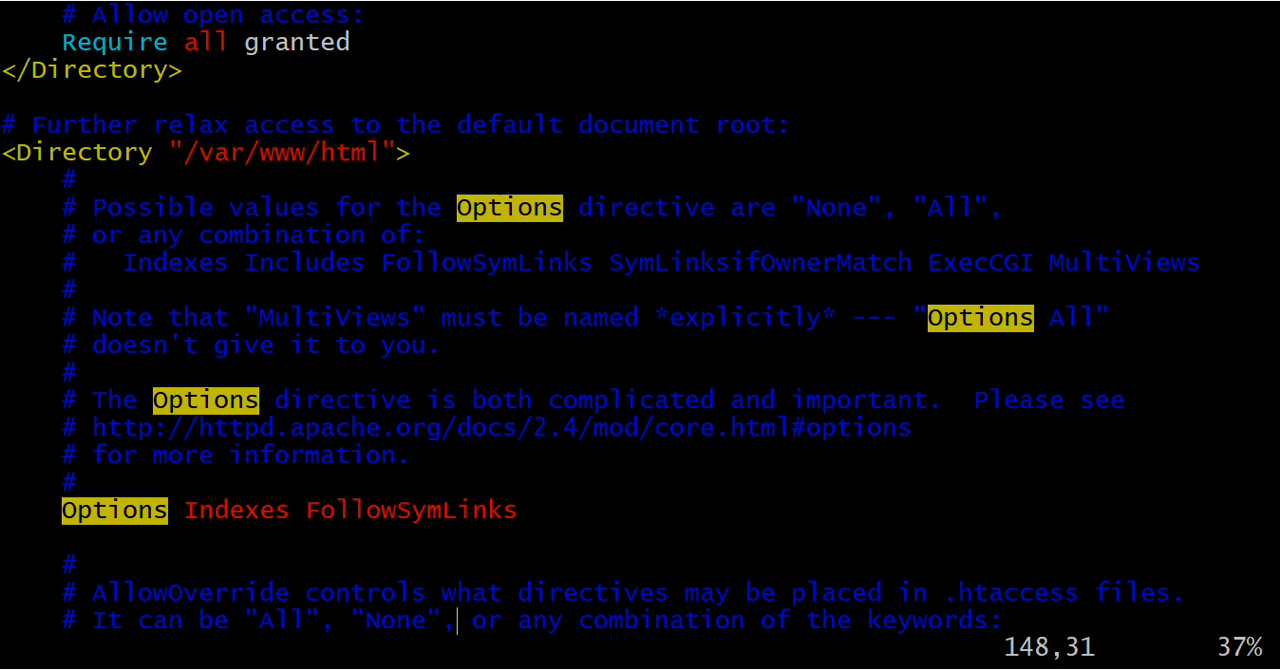 # Allow open access:
Require all granted
</Directory>
# Further relax access to the default document root:
<Directory "/var/www/html">
#
# Possible values for the Options directive are "None", "All",
# or any combination of:
#   Indexes Includes FollowSymLinks SymLinksifOwnerMatch ExecCGI MultiViews
#
# Note that "MultiViews" must be named *explicitly* --- "Options All"
# doesn't give it to you.
#
# The Options directive is both complicated and important.  Please see
# http://httpd.apache.org/docs/2.4/mod/core.html#options
# for more information.
#
Options Indexes FollowSymLinks
#
# AllowOverride controls what directives may be placed in .htaccess files.
# It can be "All", "None", or any combination of the keywords:
148,31 37%